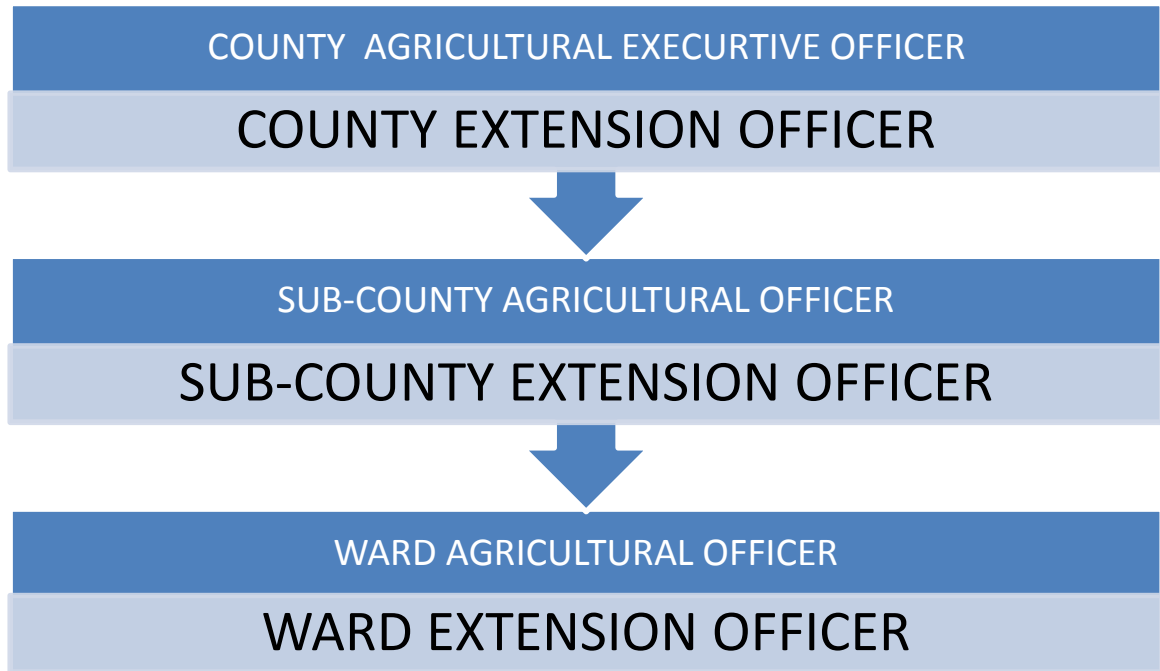 COUNTY AGRICULTURAL EXECURTIVE OFFICER
COUNTY EXTENSION OFFICER
SUB-COUNTY AGRICULTURAL OFFICER
SUB-COUNTY EXTENSION OFFICER
WARD AGRICULTURAL OFFICER
WARD EXTENSION OFFICER